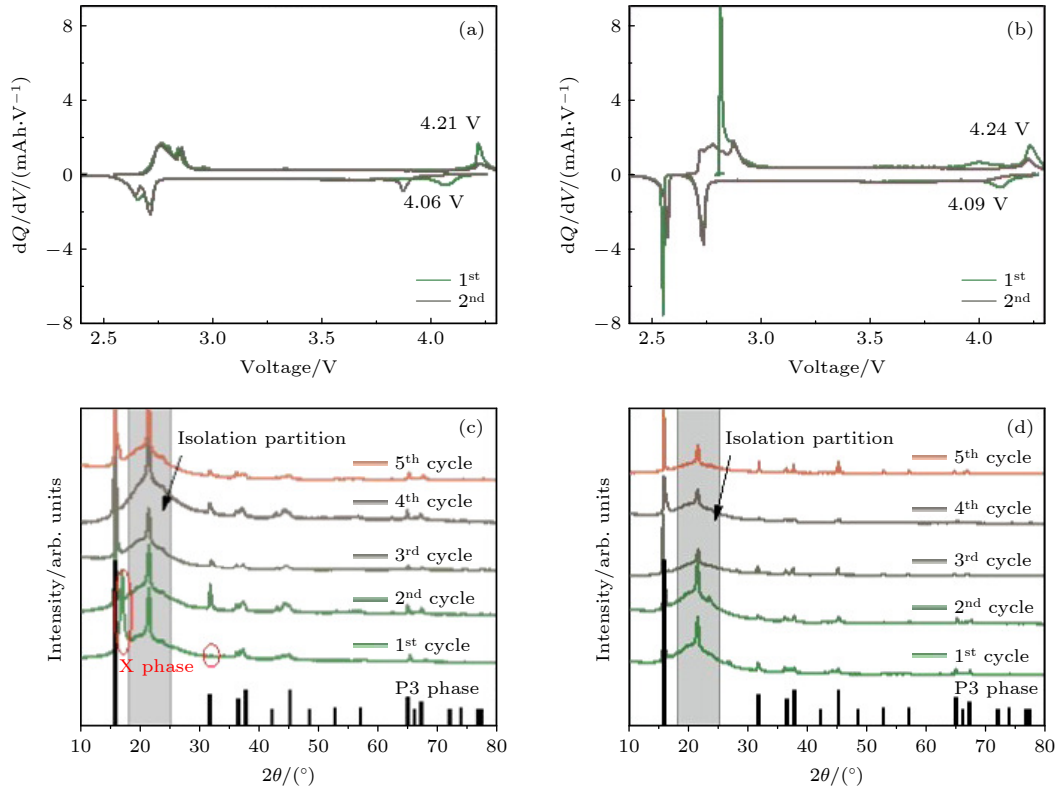 (a)
8
4
0
−4
−8
dQ/dV/(mAh·V⁻¹)
4.21 V
4.06 V
1ˢᵗ
2ⁿᵈ
2.5 3.0 3.5 4.0
Voltage/V
(b)
8
4
0
−4
−8
dQ/dV/(mAh·V⁻¹)
4.24 V
4.09 V
1ˢᵗ
2ⁿᵈ
2.5 3.0 3.5 4.0
Voltage/V
(c)
Intensity/arb. units
Isolation partition
5ᵗʰ cycle
4ᵗʰ cycle
3ʳᵈ cycle
2ⁿᵈ cycle
1ˢᵗ cycle
X phase
P3 phase
10 20 30 40 50 60 70 80
2θ/(°)
(d)
Intensity/arb. units
Isolation partition
5ᵗʰ cycle
4ᵗʰ cycle
3ʳᵈ cycle
2ⁿᵈ cycle
1ˢᵗ cycle
P3 phase
10 20 30 40 50 60 70 80
2θ/(°)